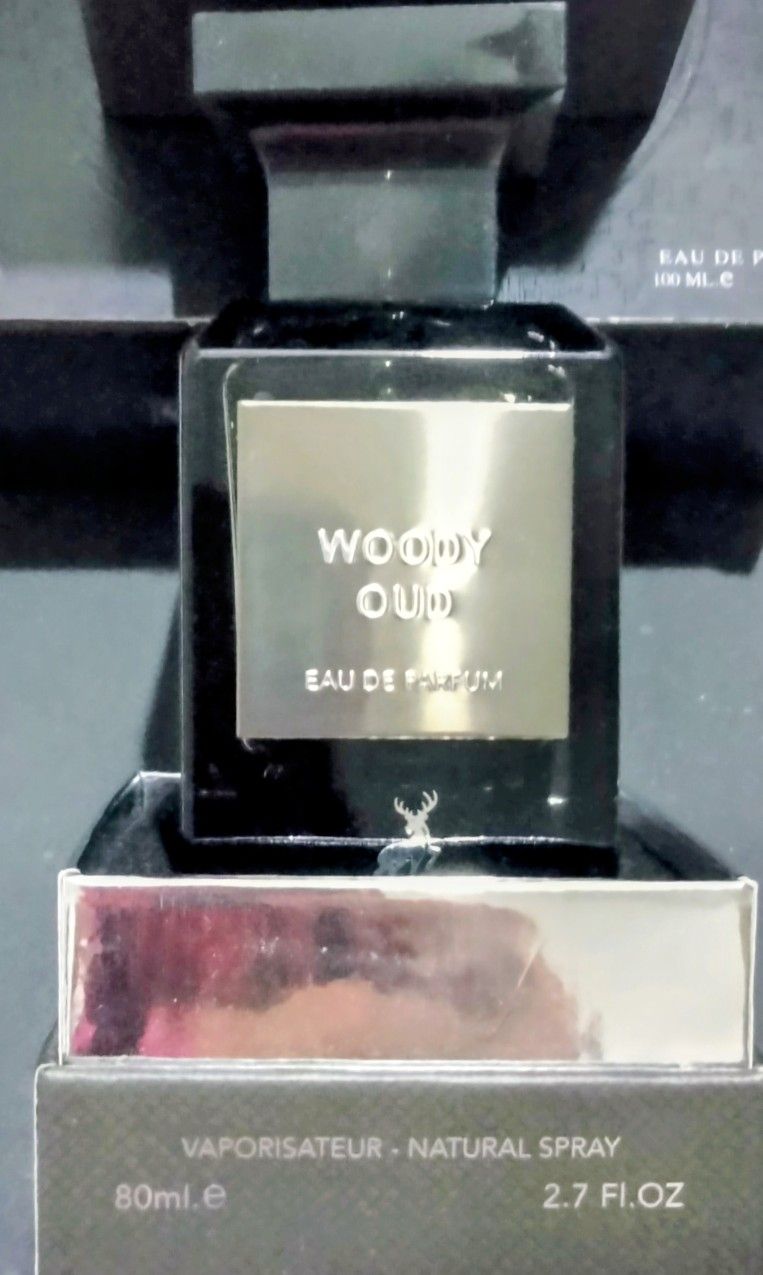 EAU DE P
100 ML.e
WOODY
OUD
EAU DE PARFUM
VAPORISATEUR - NATURAL SPRAY
80ml.e 2.7 Fl.OZ